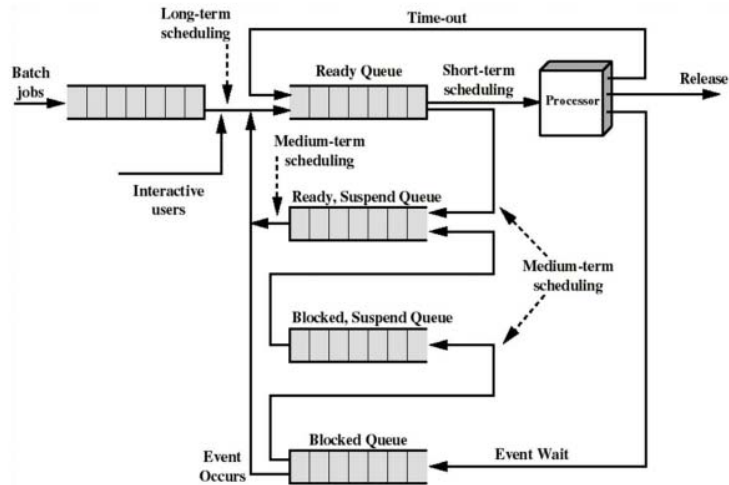 Long-term
scheduling
Time-out
Batch
jobs
Ready Queue
Short-term
scheduling
Processor
Release
Medium-term
scheduling
Interactive
users
Ready, Suspend Queue
Medium-term
scheduling
Blocked, Suspend Queue
Event
Occurs
Blocked Queue
Event Wait